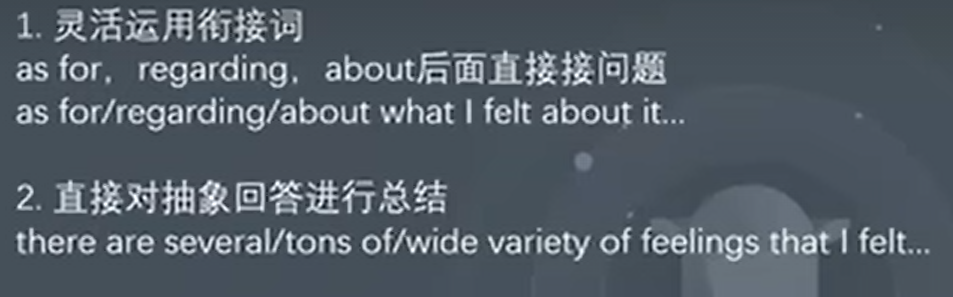 1. 灵活运用衔接词
as for， regarding， about后面直接接问题
as for/regarding/about what I felt about it...
2. 直接对抽象回答进行总结
there are several/tons of/wide variety of feelings that I felt...